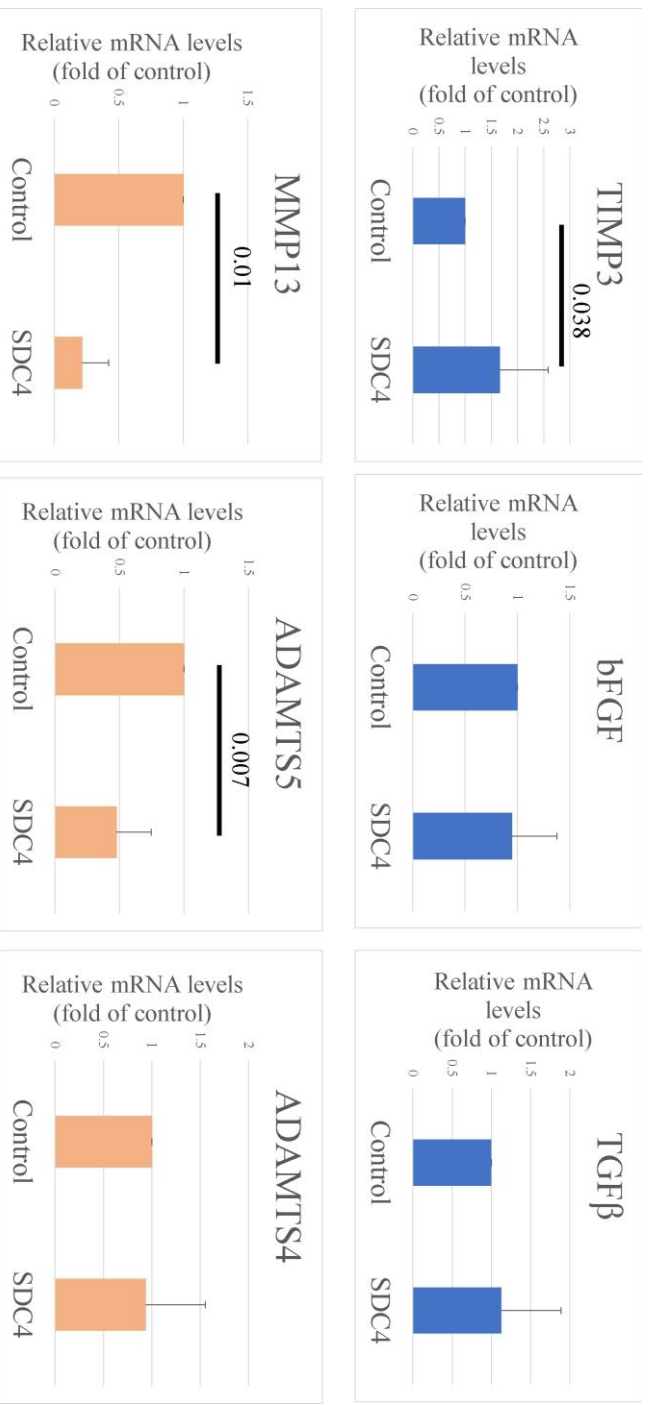 TIMP3
Relative mRNA
levels
(fold of control)
3
2.5
2
1.5
1
0.5
0
0.038
Control
SDC4
bFGF
Relative mRNA
levels
(fold of control)
1.5
1
0.5
0
Control
SDC4
TGFβ
Relative mRNA
levels
(fold of control)
2
1.5
1
0.5
0
Control
SDC4
MMP13
Relative mRNA levels
(fold of control)
1.5
1
0.5
0
0.01
Control
SDC4
ADAMTS5
Relative mRNA levels
(fold of control)
1.5
1
0.5
0
0.007
Control
SDC4
ADAMTS4
Relative mRNA levels
(fold of control)
2
1.5
1
0.5
0
Control
SDC4